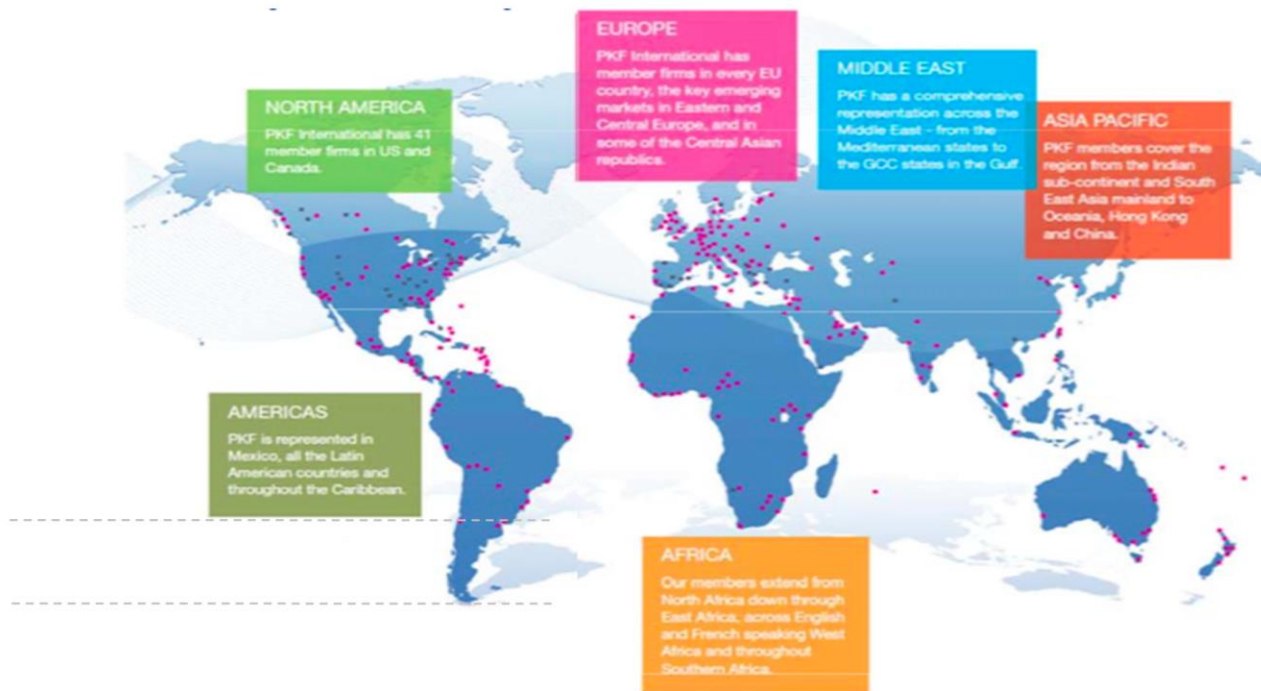 EUROPE
PKF International has
member firms in every EU
country, the key emerging
markets in Eastern and
Central Europe, and in
some of the Central Asian
republics.
MIDDLE EAST
PKF has a comprehensive
representation across the
Middle East - from the
Mediterranean states to
the GCC states in the Gulf.
NORTH AMERICA
PKF International has 41
member firms in US and
Canada.
ASIA PACIFIC
PKF members cover the
region from the Indian
sub-continent and South
East Asia mainland to
Oceania, Hong Kong
and China.
AMERICAS
PKF is represented in
Mexico, all the Latin
American countries and
throughout the Caribbean.
AFRICA
Our members extend from
North Africa down through
East Africa, across English
and French speaking West
Africa and throughout
Southern Africa.